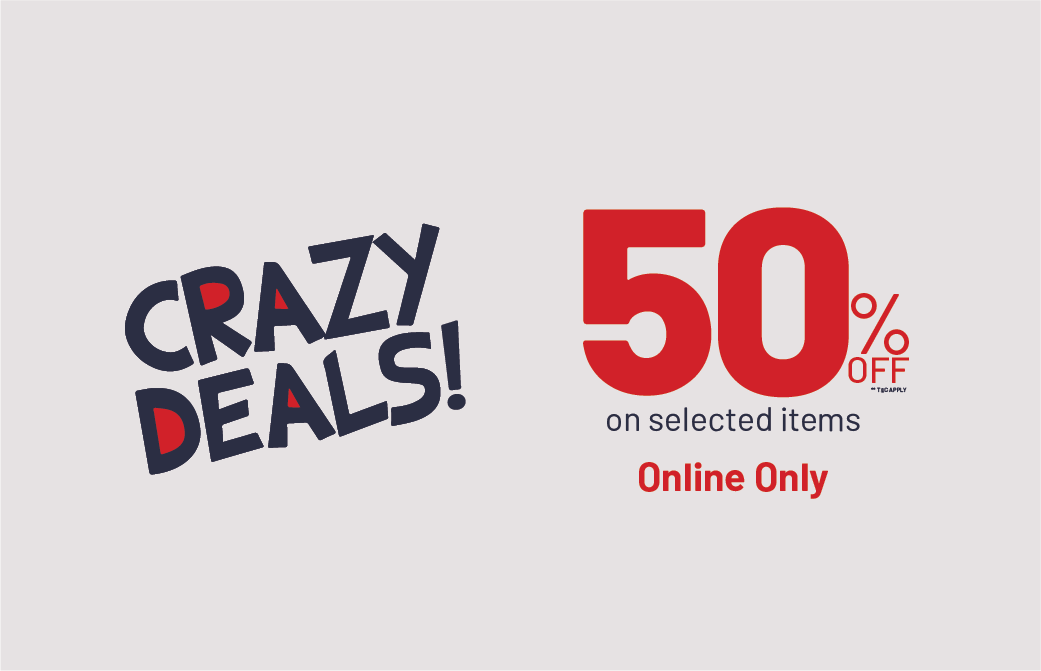 CRAZY
DEALS!
50%
OFF
** T&C APPLY
on selected items
Online Only